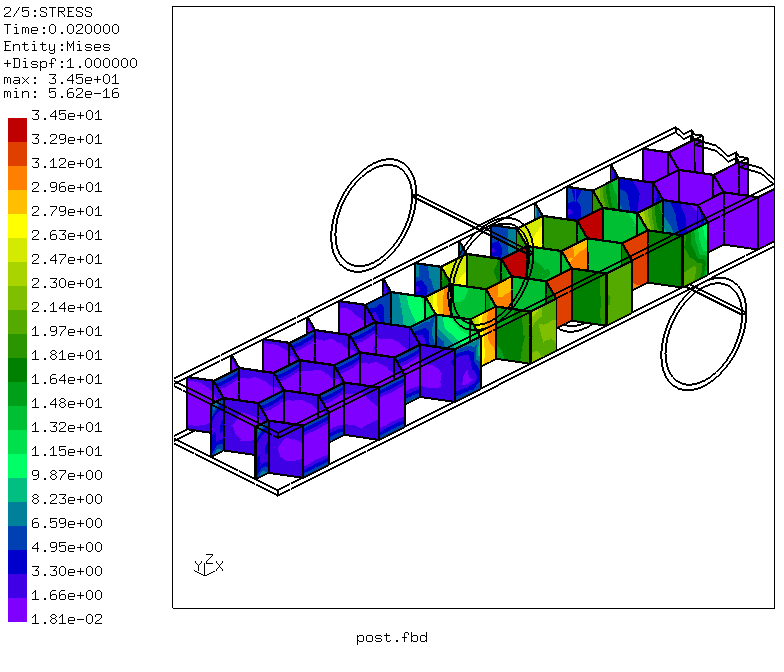 2/5:STRESS
Time:0.020000
Entity:Mises
+Dispf:1.000000
max: 3.45e+01
min: 5.62e-16
3.45e+01
3.29e+01
3.12e+01
2.96e+01
2.79e+01
2.63e+01
2.47e+01
2.30e+01
2.14e+01
1.97e+01
1.81e+01
1.64e+01
1.48e+01
1.32e+01
1.15e+01
9.87e+00
8.23e+00
6.59e+00
4.95e+00
3.30e+00
1.66e+00
1.81e-02
Y Z X
post.fbd